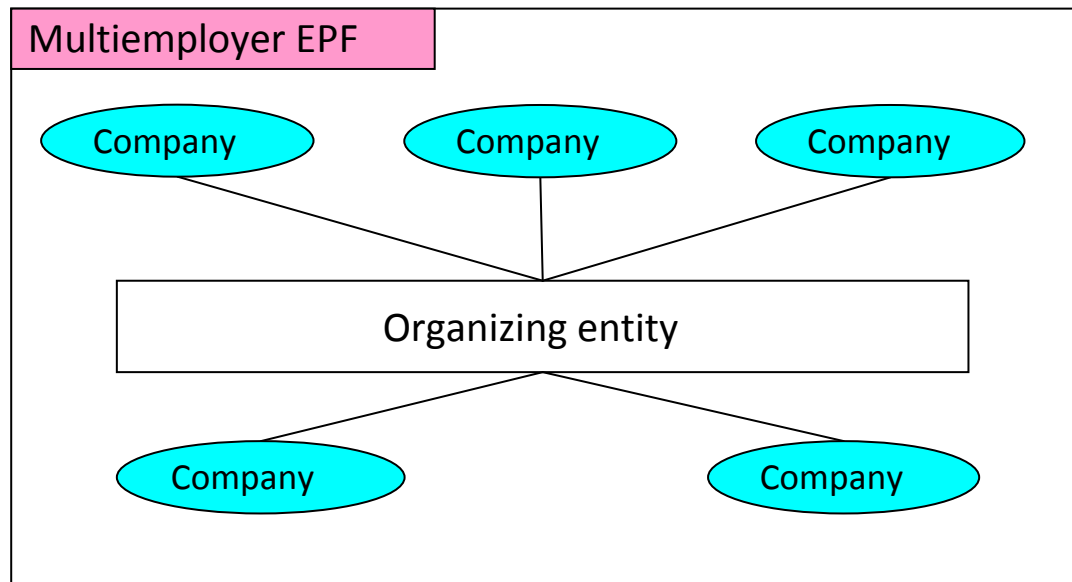 Multiemployer EPF
Company
Company
Company
Organizing entity
Company
Company